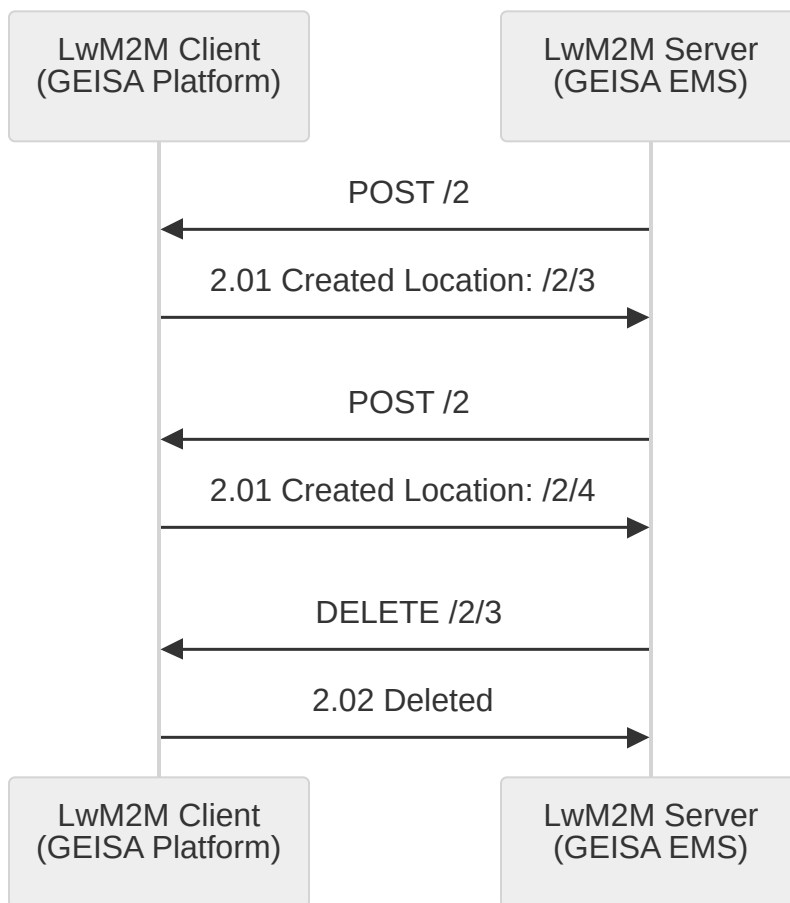 LwM2M Client
(GEISA Platform)
LwM2M Server
(GEISA EMS)
POST /2
2.01 Created Location: /2/3
POST /2
2.01 Created Location: /2/4
DELETE /2/3
2.02 Deleted
LwM2M Client
(GEISA Platform)
LwM2M Server
(GEISA EMS)